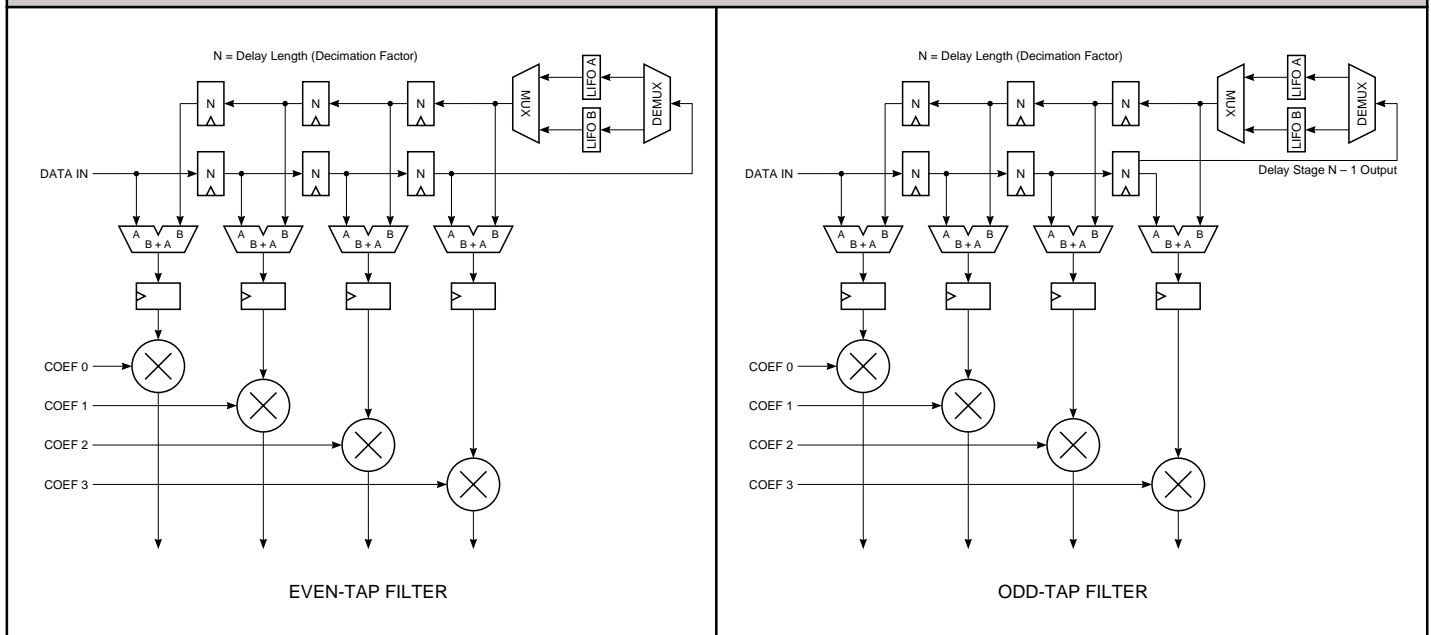 N = Delay Length (Decimation Factor)
N
N
N
MUX
LIFO A
LIFO B
DEMUX
DATA IN
N
N
N
A B
B + A
A B
B + A
A B
B + A
A B
B + A
COEF 0
COEF 1
COEF 2
COEF 3
EVEN-TAP FILTER
N = Delay Length (Decimation Factor)
N
N
N
MUX
LIFO A
LIFO B
DEMUX
DATA IN
N
N
N
Delay Stage N – 1 Output
A B
B + A
A B
B + A
A B
B + A
A B
B + A
COEF 0
COEF 1
COEF 2
COEF 3
ODD-TAP FILTER